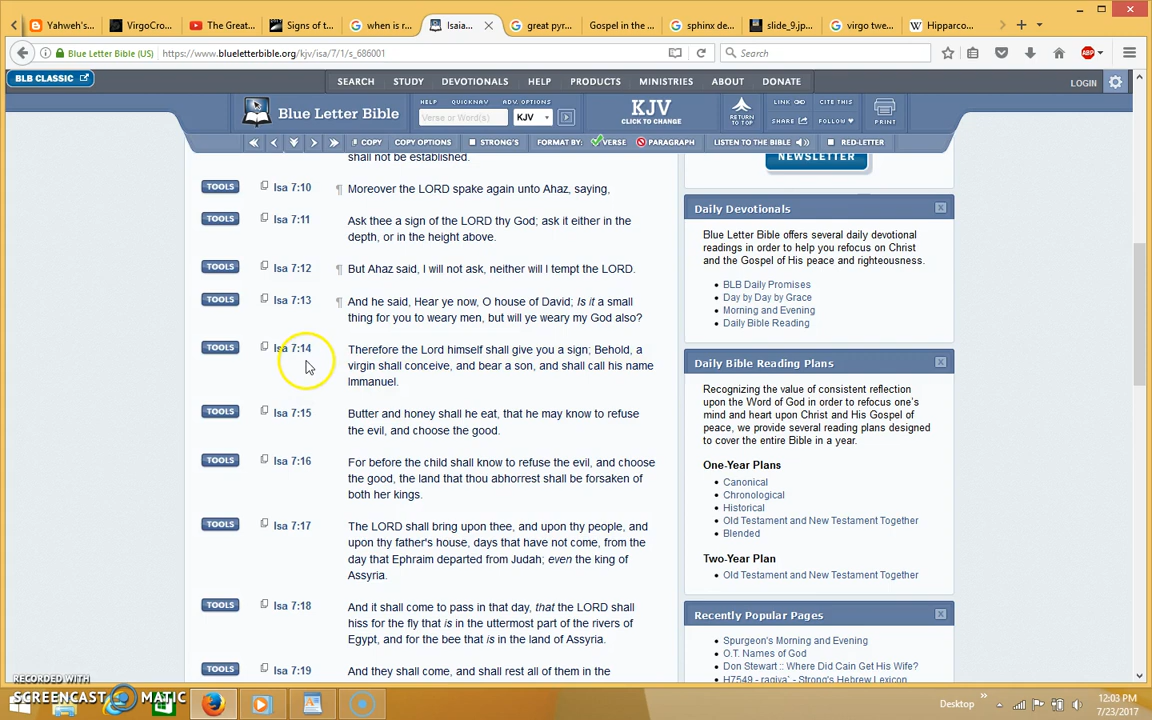 Yahweh's...
VirgoCro...
The Great...
Signs of t...
when is r...
Isaia...
great pyr...
Gospel in the ...
sphinx de...
slide_9.jp...
virgo twe...
Hipparco...
Blue Letter Bible (US)
https://www.blueletterbible.org/kjv/isa/7/1/s_686001
Search
BLB CLASSIC
SEARCH STUDY DEVOTIONALS HELP PRODUCTS MINISTRIES ABOUT DONATE
LOGIN
Blue Letter Bible
HELP QUICKNAV ADV. OPTIONS
Verse or Word(s) KJV
KJV
CLICK TO CHANGE
RETURN
TO TOP
LINK CITE THIS
SHARE FOLLOW
PRINT
COPY COPY OPTIONS STRONG'S FORMAT BY: VERSE PARAGRAPH LISTEN TO THE BIBLE RED-LETTER
shall not be established.
TOOLS Isa 7:10 ¶ Moreover the LORD spake again unto Ahaz, saying,
TOOLS Isa 7:11 Ask thee a sign of the LORD thy God; ask it either in the
depth, or in the height above.
TOOLS Isa 7:12 ¶ But Ahaz said, I will not ask, neither will I tempt the LORD.
TOOLS Isa 7:13 ¶ And he said, Hear ye now, O house of David; Is it a small
thing for you to weary men, but will ye weary my God also?
TOOLS Isa 7:14 Therefore the Lord himself shall give you a sign; Behold, a
virgin shall conceive, and bear a son, and shall call his name
Immanuel.
TOOLS Isa 7:15 Butter and honey shall he eat, that he may know to refuse
the evil, and choose the good.
TOOLS Isa 7:16 For before the child shall know to refuse the evil, and choose
the good, the land that thou abhorrest shall be forsaken of
both her kings.
TOOLS Isa 7:17 The LORD shall bring upon thee, and upon thy people, and
upon thy father's house, days that have not come, from the
day that Ephraim departed from Judah; even the king of
Assyria.
TOOLS Isa 7:18 And it shall come to pass in that day, that the LORD shall
hiss for the fly that is in the uttermost part of the rivers of
Egypt, and for the bee that is in the land of Assyria.
TOOLS Isa 7:19 And they shall come, and shall rest all of them in the
NEWSLETTER
Daily Devotionals
Blue Letter Bible offers several daily devotional
readings in order to help you refocus on Christ
and the Gospel of His peace and righteousness.
BLB Daily Promises
Day by Day by Grace
Morning and Evening
Daily Bible Reading
Daily Bible Reading Plans
Recognizing the value of consistent reflection
upon the Word of God in order to refocus one's
mind and heart upon Christ and His Gospel of
peace, we provide several reading plans designed
to cover the entire Bible in a year.
One-Year Plans
Canonical
Chronological
Historical
Old Testament and New Testament Together
Blended
Two-Year Plan
Old Testament and New Testament Together
Recently Popular Pages
Spurgeon's Morning and Evening
O.T. Names of God
Don Stewart :: Where Did Cain Get His Wife?
H7549 - raqiya` - Strong's Hebrew Lexicon
RECORDED WITH
SCREENCAST MATIC
Desktop
12:03 PM
7/23/2017